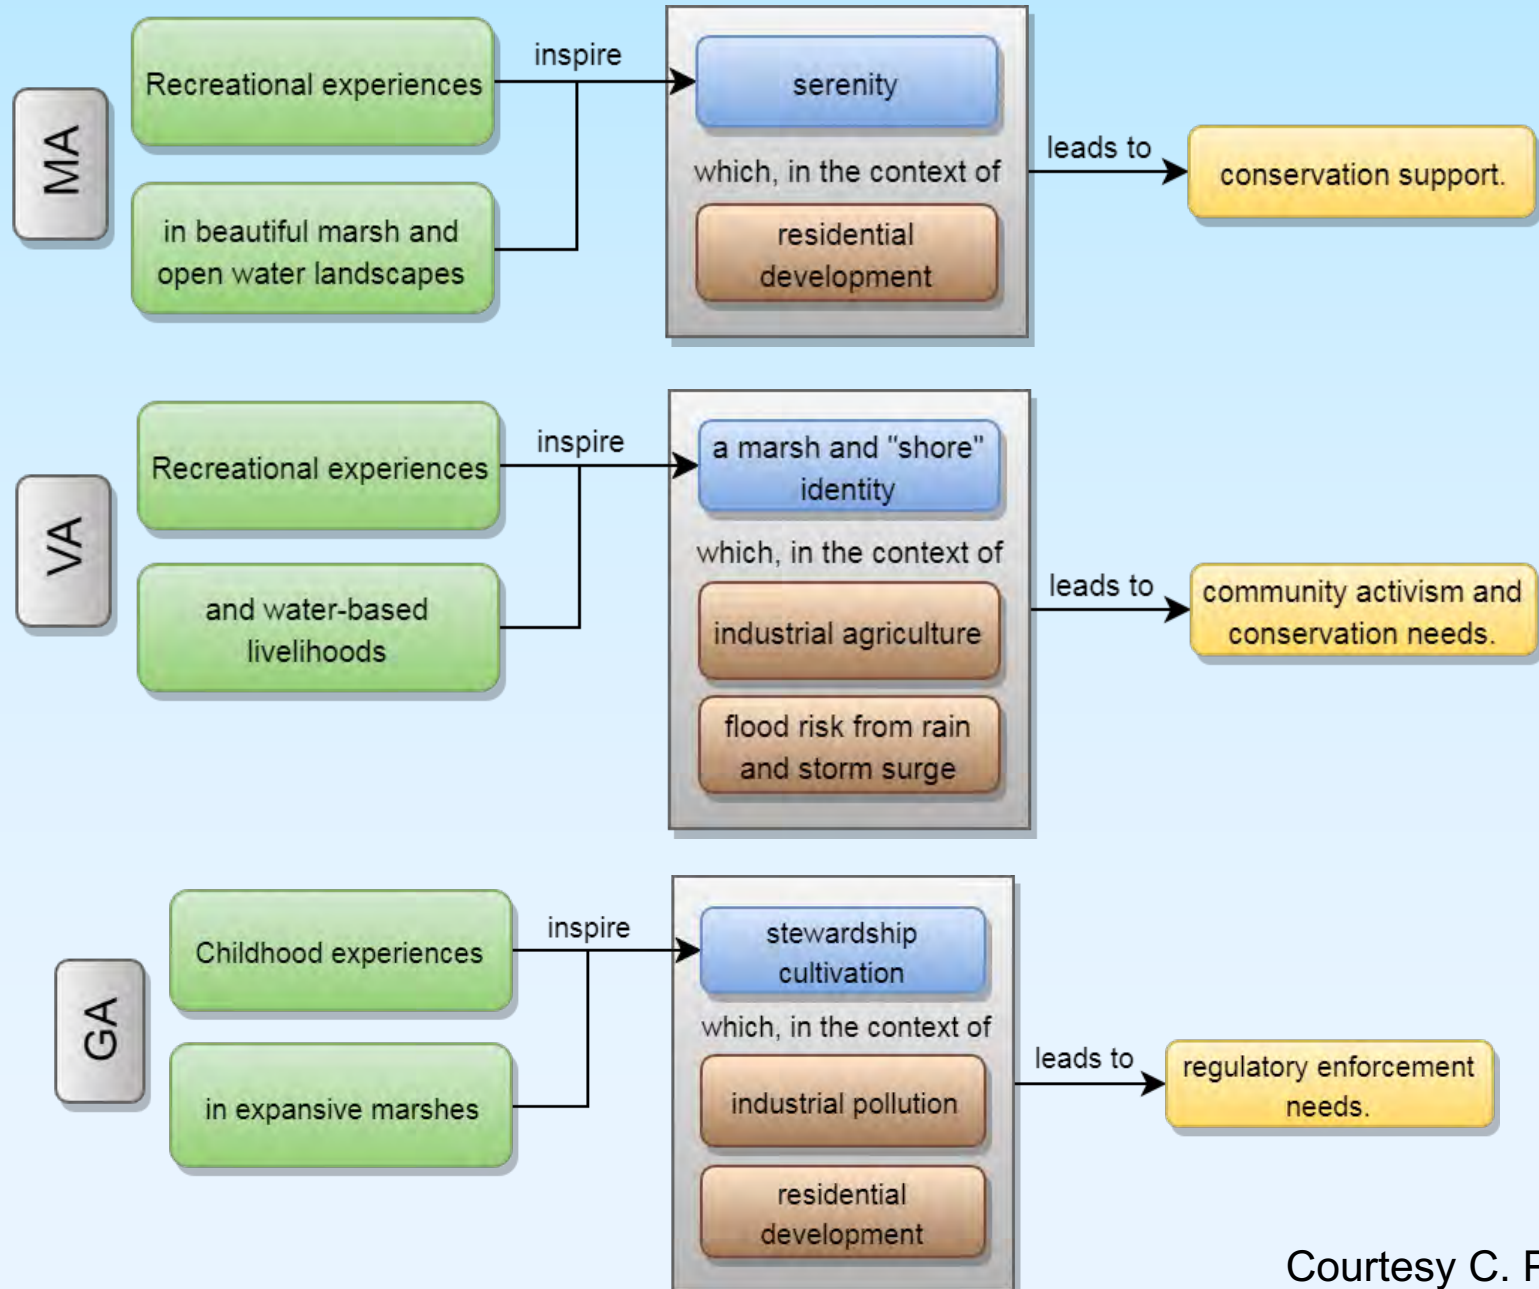 MA
Recreational experiences
in beautiful marsh and
open water landscapes
inspire
serenity
which, in the context of
residential
development
leads to
conservation support.
VA
Recreational experiences
and water-based
livelihoods
inspire
a marsh and "shore"
identity
which, in the context of
industrial agriculture
flood risk from rain
and storm surge
leads to
community activism and
conservation needs.
GA
Childhood experiences
in expansive marshes
inspire
stewardship
cultivation
which, in the context of
industrial pollution
residential
development
leads to
regulatory enforcement
needs.
Courtesy C.